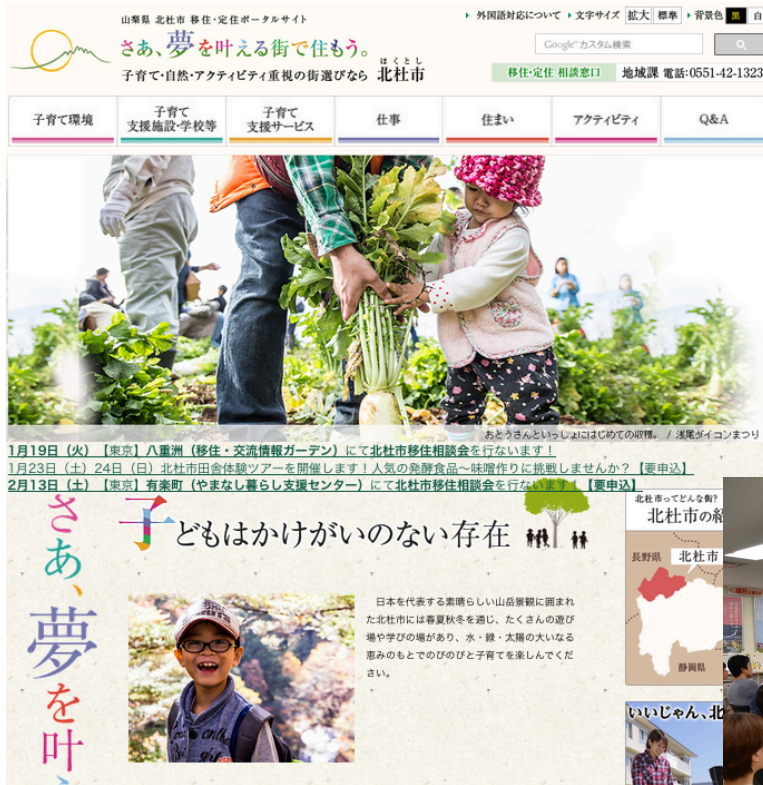 山梨県 北杜市 移住・定住ポータルサイト
外国語対応について
文字サイズ
拡大
標準
背景色
黒
白
さあ、夢を叶える街で住もう。
Google カスタム検索
子育て・自然・アクティビティ重視の街選びなら 北杜市
ほくとし
移住・定住 相談窓口
地域課 電話:0551-42-1323
子育て環境
子育て
支援施設・学校等
子育て
支援サービス
仕事
住まい
アクティビティ
Q&A
おとうさんといっしょにはじめての収穫。 / 浅尾ダイコンまつり
1月19日(火)【東京】八重洲(移住・交流情報ガーデン)にて北杜市移住相談会を行ないます!
1月23日(土)24日(日)北杜市田舎体験ツアーを開催します!人気の発酵食品～味噌作りに挑戦しませんか?【要申込】
2月13日(土)【東京】有楽町(やまなし暮らし支援センター)にて北杜市移住相談会を行ないます!【要申込】
さあ、夢を叶え
子どもはかけがいのない存在
日本を代表する素晴らしい山岳景観に囲まれ
た北杜市には春夏秋冬を通じ、たくさんの遊び
場や学びの場があり、水・緑・太陽の大いなる
恵みのもとでのびのびと子育てを楽しんでくだ
さい。
北杜市ってどんな街?
北杜市の紹
長野県
北杜市
静岡県
いいじゃん、北